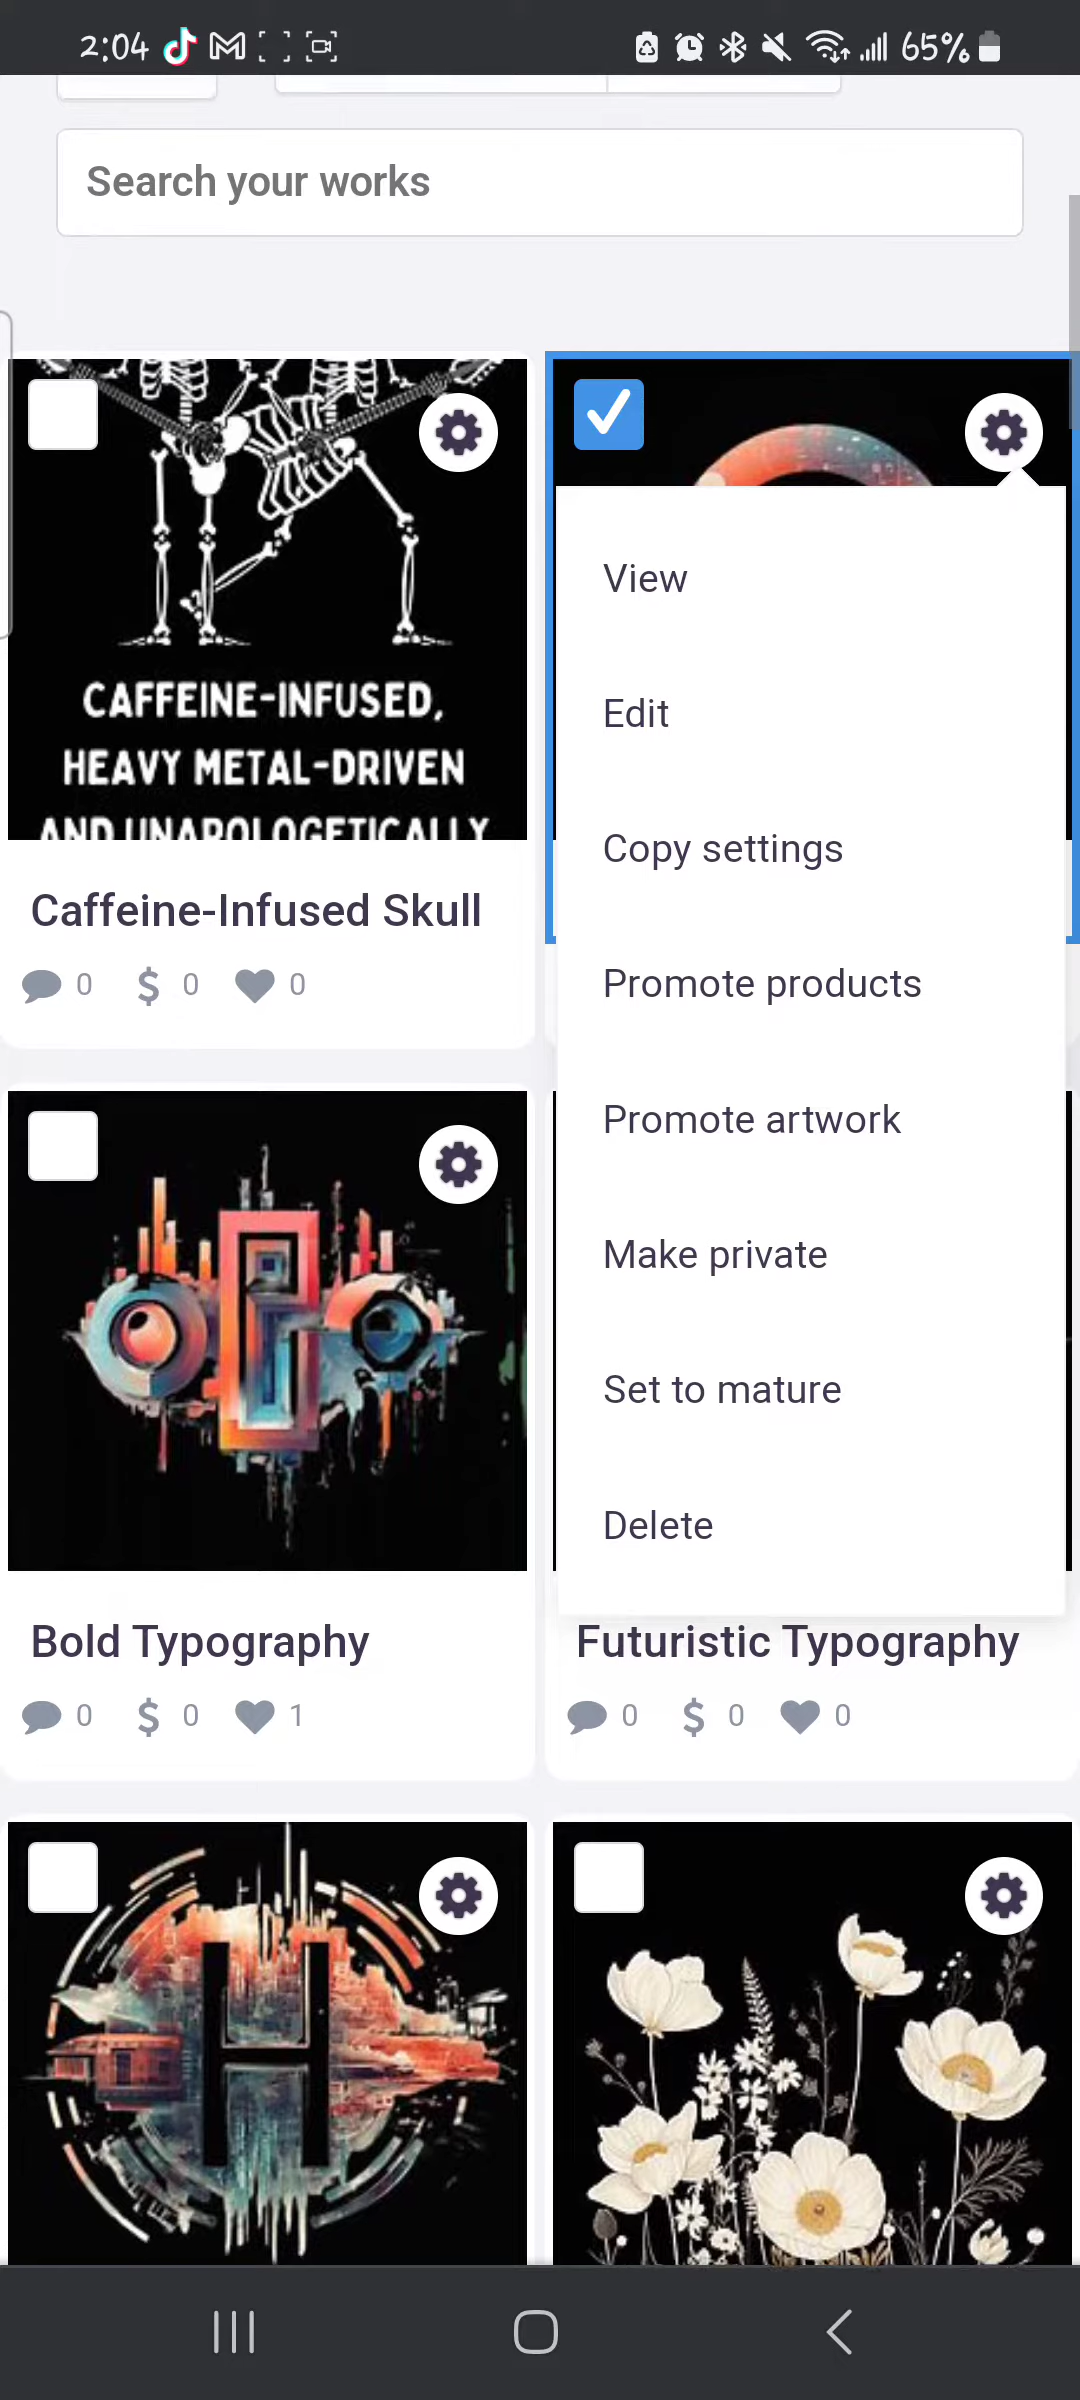 2:04
65%
Search your works
CAFFEINE-INFUSED,
HEAVY METAL-DRIVEN
AND UNAPOLOGETICALLY
Caffeine-Infused Skull
0 $ 0 0
View
Edit
Copy settings
Promote products
Promote artwork
Make private
Set to mature
Delete
Bold Typography
0 $ 0 1
Futuristic Typography
0 $ 0 0
H